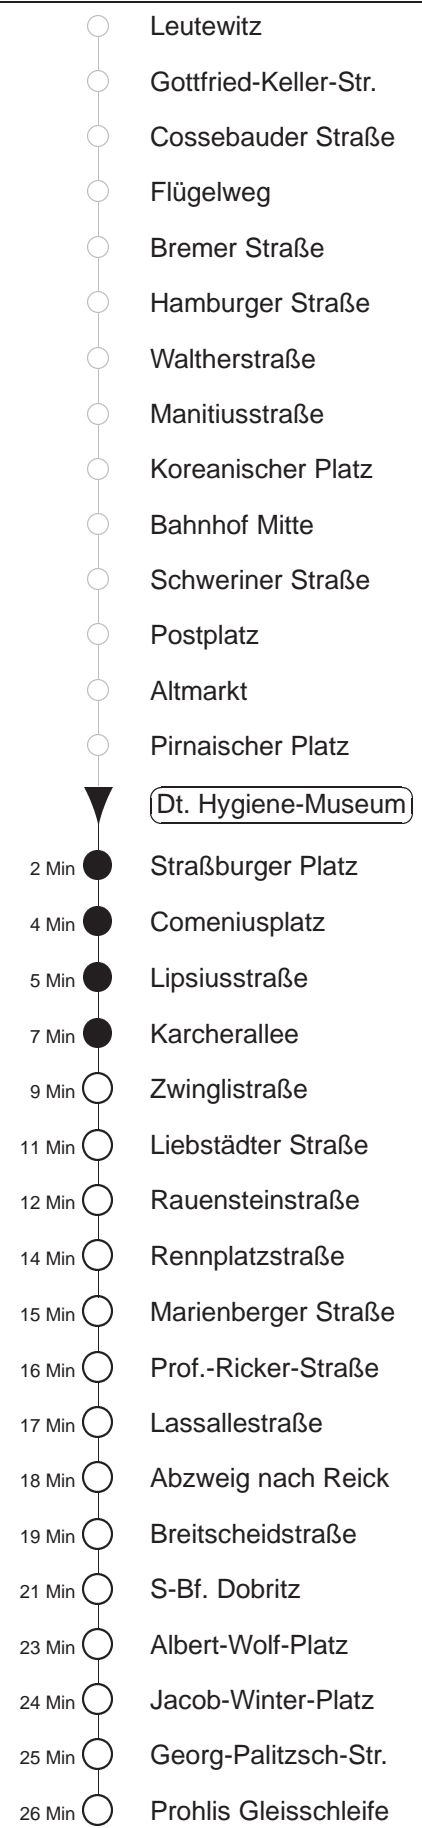 Leutewitz
Gottfried-Keller-Str.
Cossebauder Straße
Flügelweg
Bremer Straße
Hamburger Straße
Waltherstraße
Manitiusstraße
Koreanischer Platz
Bahnhof Mitte
Schweriner Straße
Postplatz
Altmarkt
Pirnaischer Platz
Dt. Hygiene-Museum
2 Min Straßburger Platz
4 Min Comeniusplatz
5 Min Lipsiusstraße
7 Min Karcherallee
9 Min Zwinglistraße
11 Min Liebstädter Straße
12 Min Rauensteinstraße
14 Min Rennplatzstraße
15 Min Marienberger Straße
16 Min Prof.-Ricker-Straße
17 Min Lassallestraße
18 Min Abzweig nach Reick
19 Min Breitscheidstraße
21 Min S-Bf. Dobritz
23 Min Albert-Wolf-Platz
24 Min Jacob-Winter-Platz
25 Min Georg-Palitzsch-Str.
26 Min Prohlis Gleisschleife